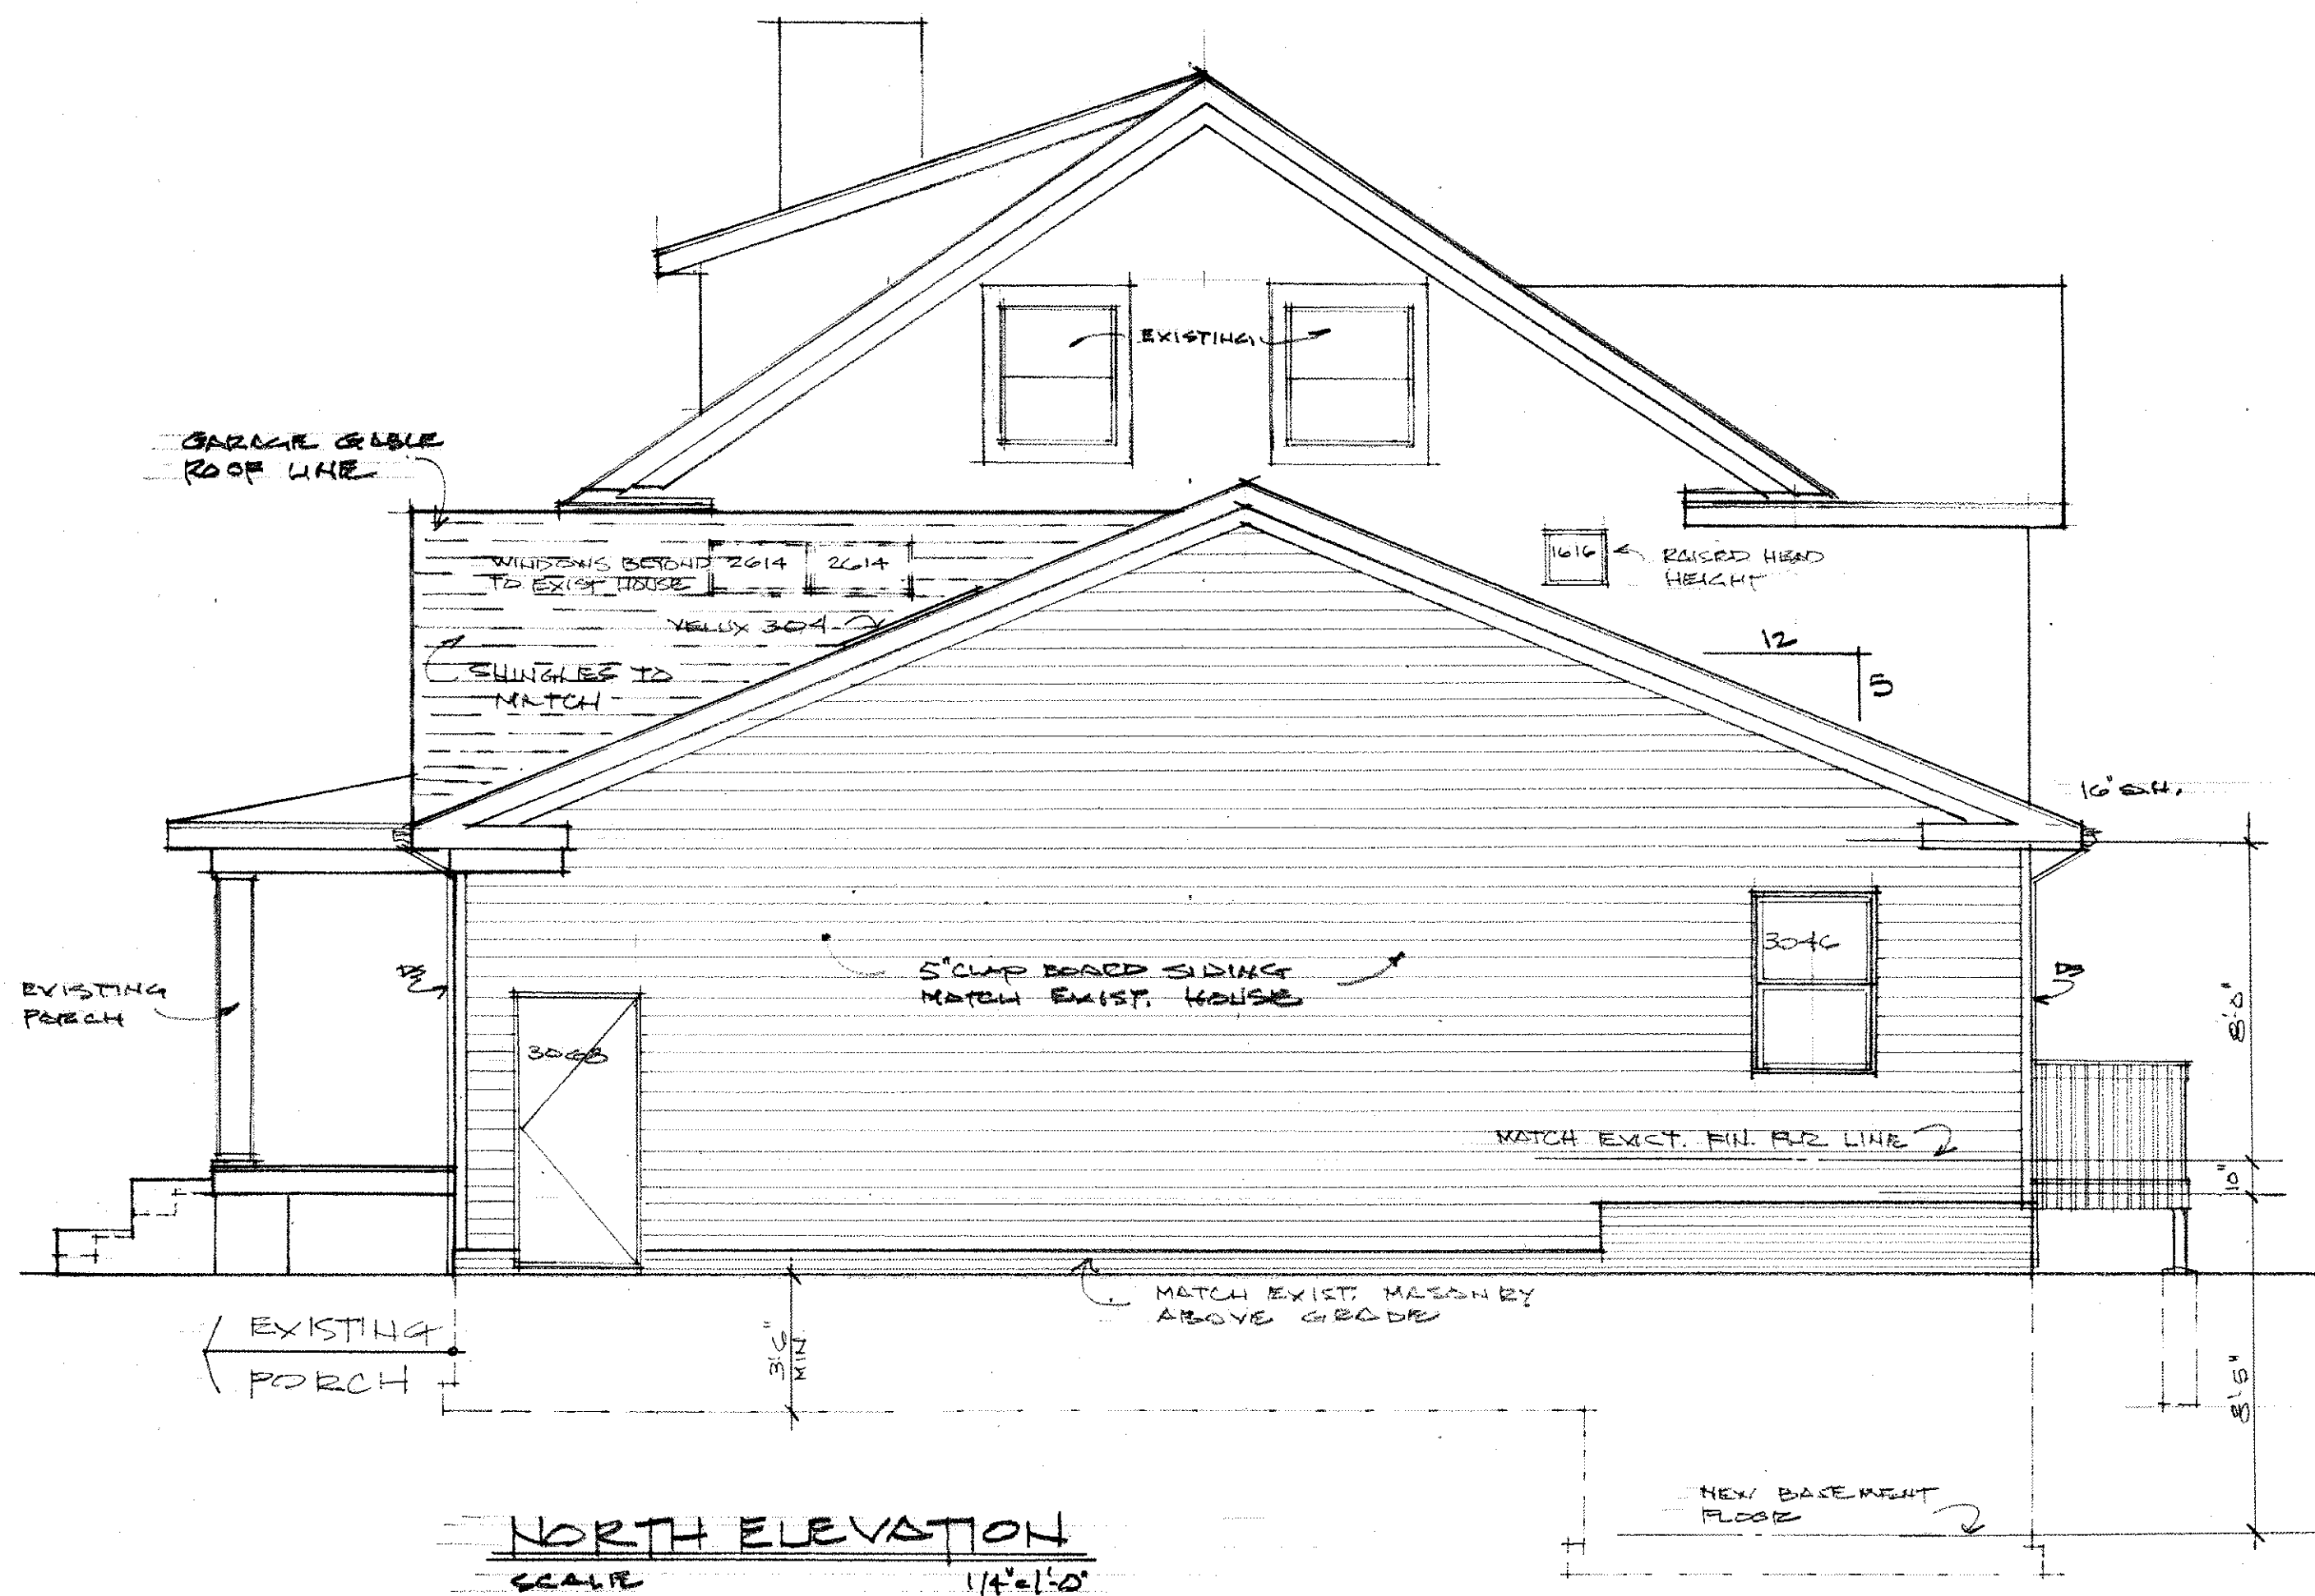 EXISTING
GARAGE GABLE
ROOF LINE
WINDOWS BEYOND
TO EXIST HOUSE
2614
2614
1616
RAISED HEAD
HEIGHT
VELUX 304
12
5
SHINGLES TO
MATCH
16" O.H.
3046
5" CLAP BOARD SIDING
MATCH EXIST. HOUSE
DS
DS
EXISTING
PORCH
8'-0"
3068
MATCH EXIST. FIN. FLR LINE
10"
MATCH EXIST. MASONRY
ABOVE GRADE
EXISTING
PORCH
3'-6"
MIN
8'-5"
NEW BASEMENT
FLOOR
NORTH ELEVATION
SCALE 1/4"=1'-0"